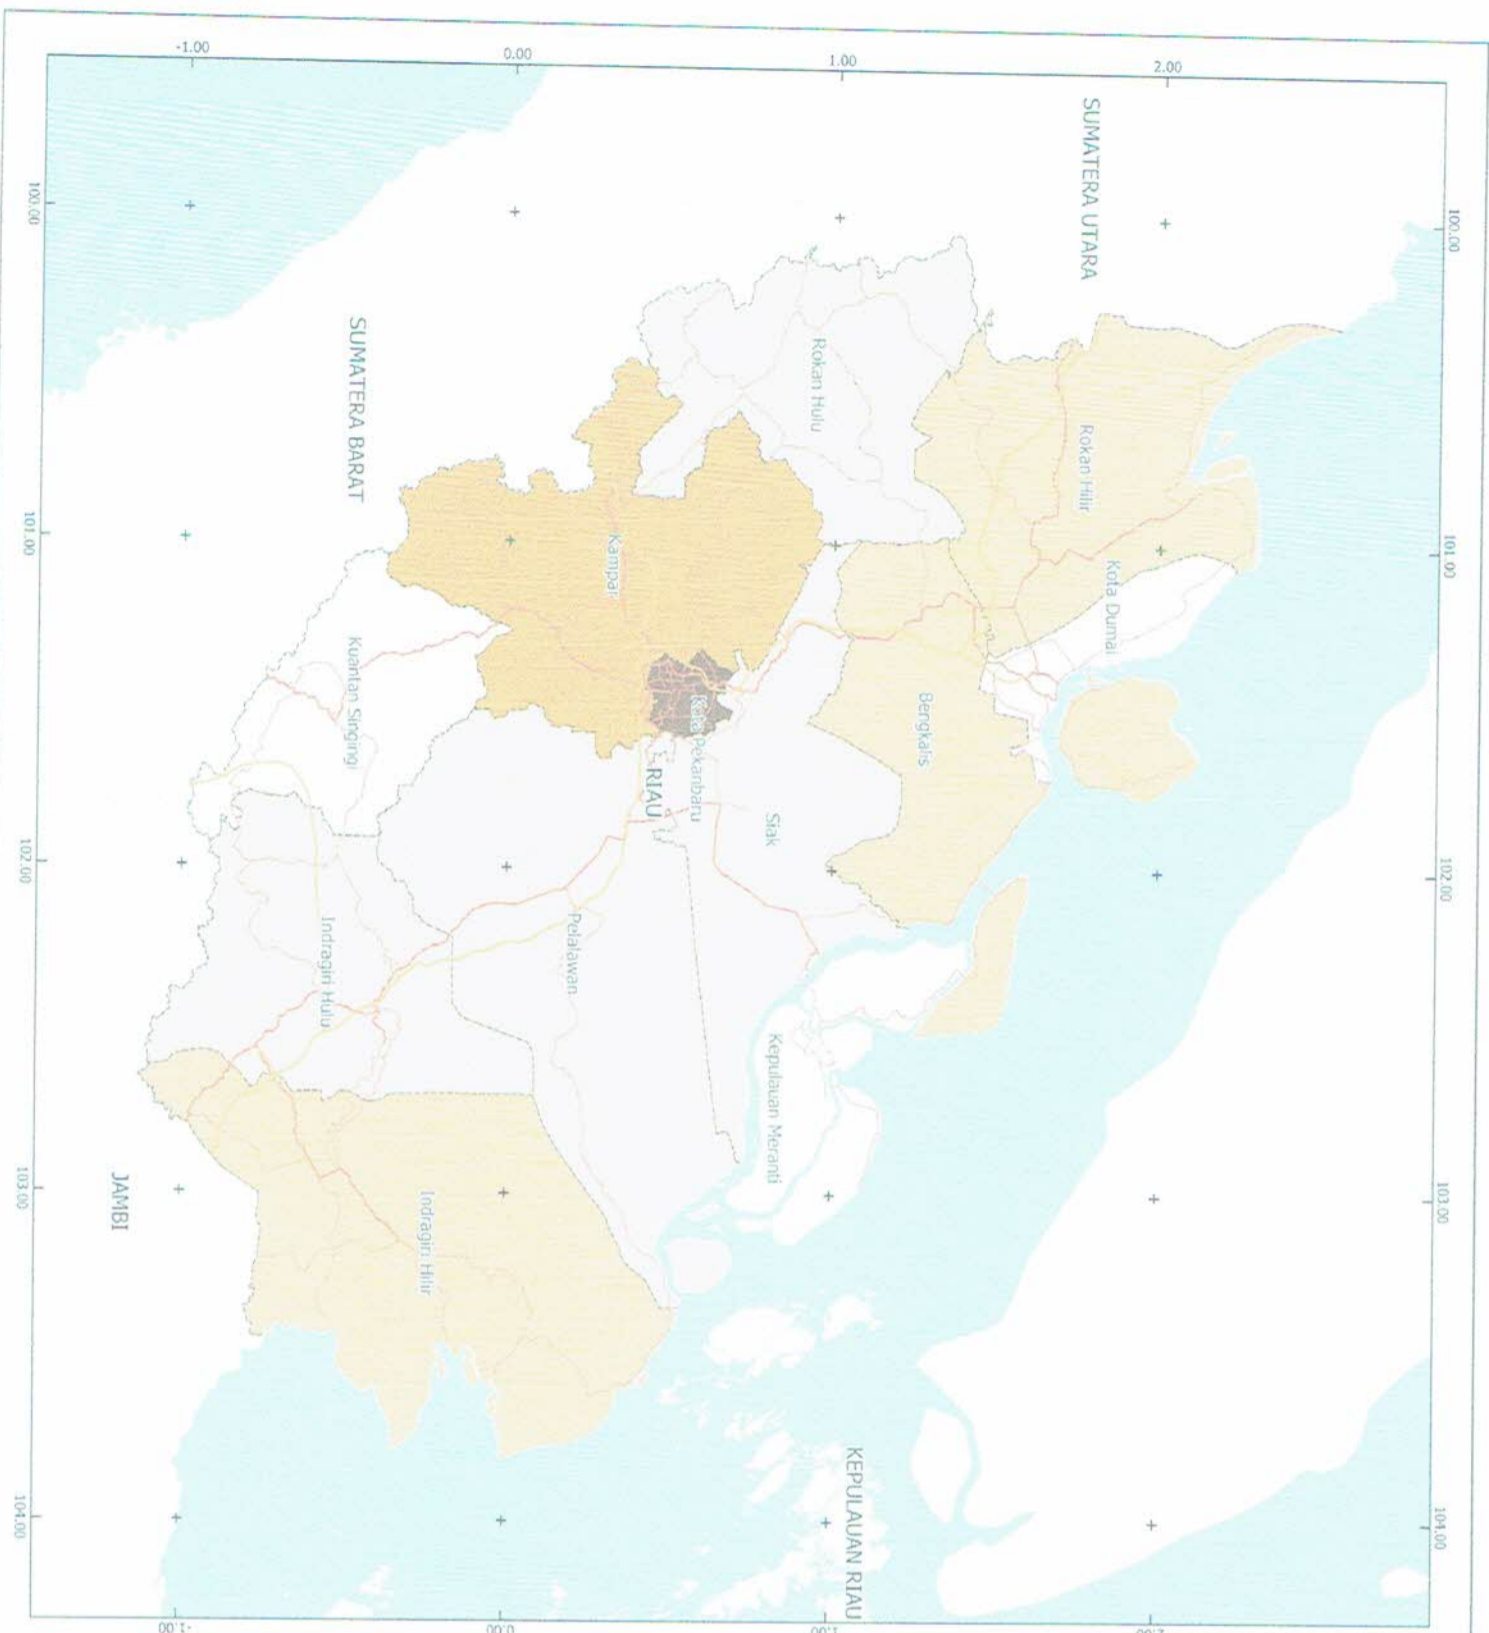 100.00
101.00
102.00
103.00
104.00
2.00
SUMATERA UTARA
Kota Dumai
Rokan Hilir
Bengkalis
KEPULAUAN RIAU
1.00
1.00
Rokan Hulu
Siak
Kepulauan Meranti
Kota Pekanbaru
RIAU
Kampar
Pelalawan
0.00
0.00
Indragiri Hilir
SUMATERA BARAT
Kuantan Singingi
Indragiri Hulu
-1.00
-1.00
JAMBI
100.00
101.00
102.00
103.00
104.00